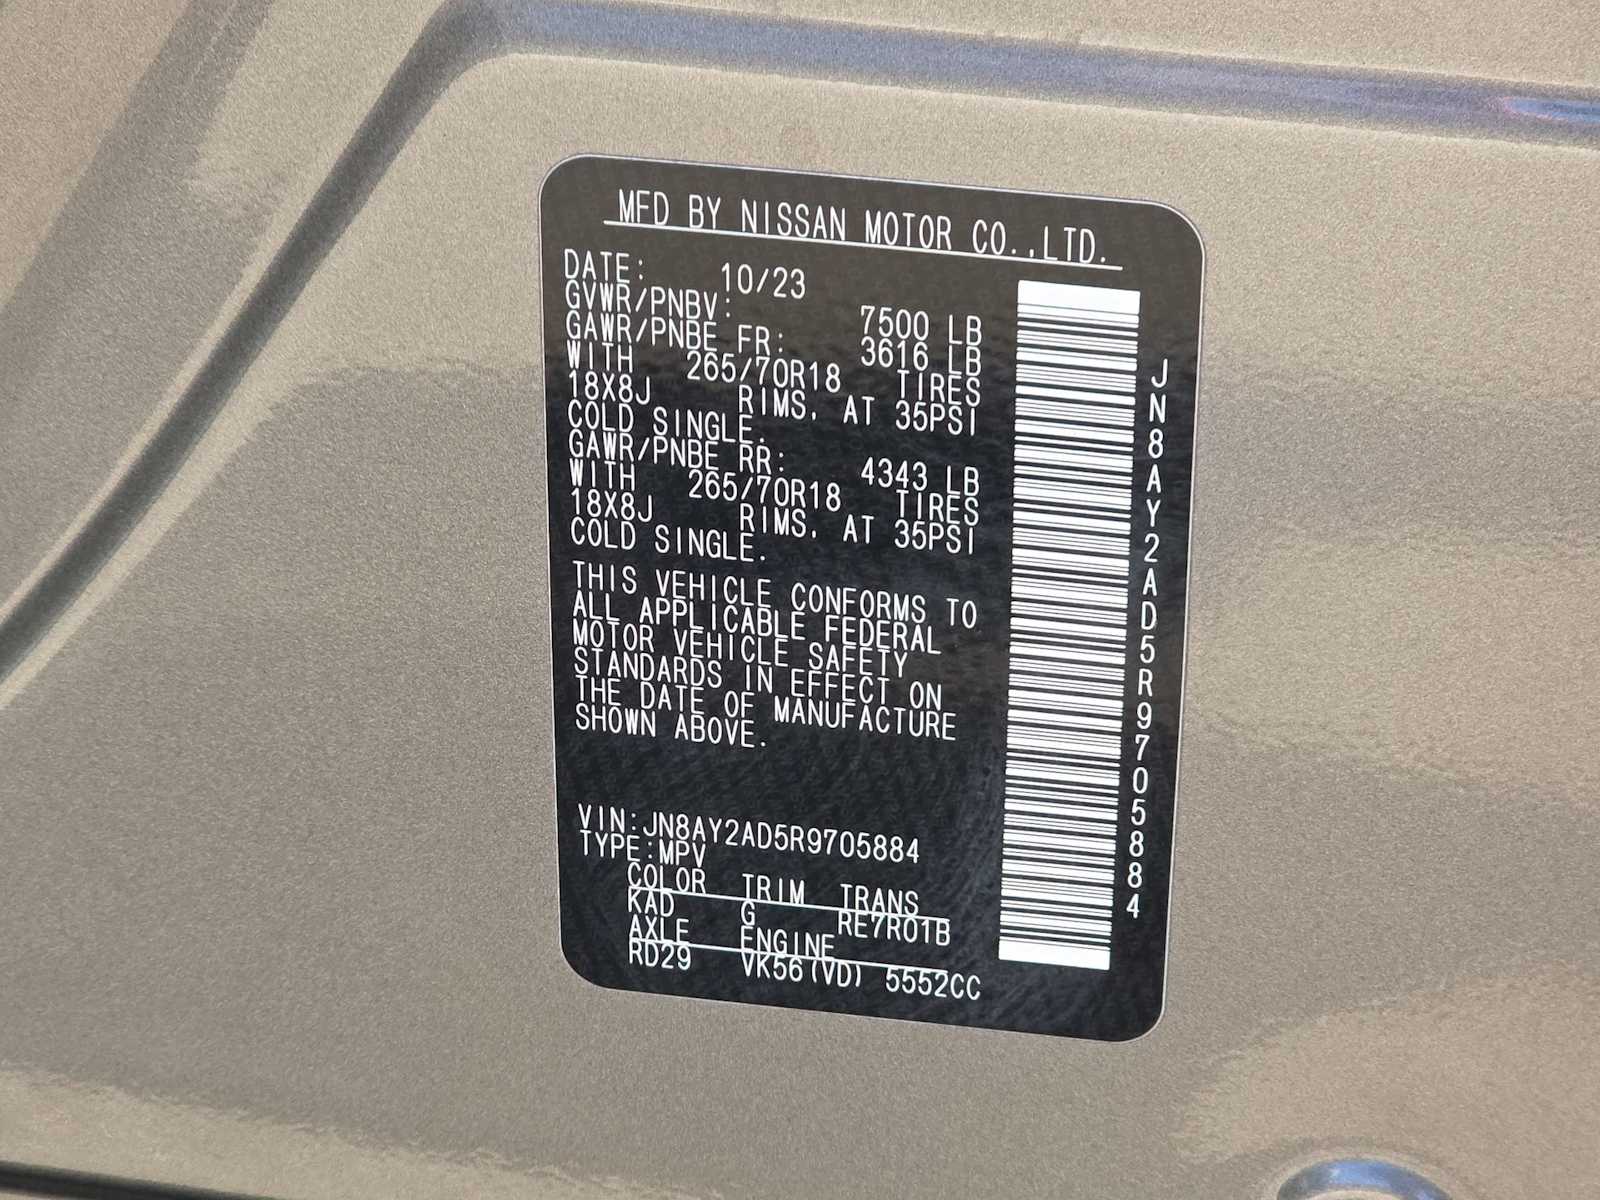 MFD BY NISSAN MOTOR CO.,LTD.
DATE: 10/23
GVWR/PNBV: 7500 LB
GAWR/PNBE FR: 3616 LB
WITH 265/70R18 TIRES
18X8J RIMS. AT 35PSI
COLD SINGLE.
GAWR/PNBE RR: 4343 LB
WITH 265/70R18 TIRES
18X8J RIMS. AT 35PSI
COLD SINGLE.
THIS VEHICLE CONFORMS TO
ALL APPLICABLE FEDERAL
MOTOR VEHICLE SAFETY
STANDARDS IN EFFECT ON
THE DATE OF MANUFACTURE
SHOWN ABOVE.
VIN:JN8AY2AD5R9705884
TYPE:MPV
COLOR TRIM TRANS
KAD G RE7R01B
AXLE ENGINE
RD29 VK56(VD) 5552CC
JN8AY2AD5R9705884